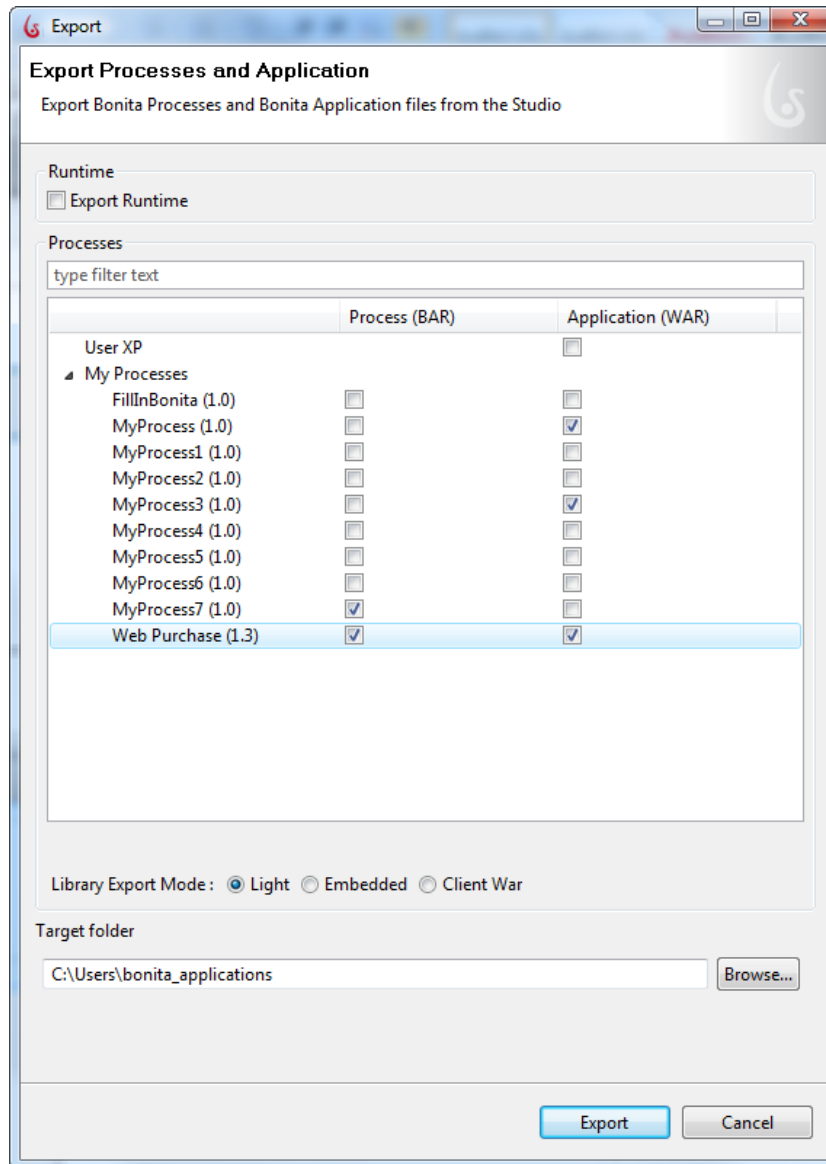 Export
Export Processes and Application
Export Bonita Processes and Bonita Application files from the Studio
Runtime
Export Runtime
Processes
type filter text
Process (BAR) Application (WAR)
User XP
My Processes
FillInBonita (1.0)
MyProcess (1.0)
MyProcess1 (1.0)
MyProcess2 (1.0)
MyProcess3 (1.0)
MyProcess4 (1.0)
MyProcess5 (1.0)
MyProcess6 (1.0)
MyProcess7 (1.0)
Web Purchase (1.3)
Library Export Mode : Light Embedded Client War
Target folder
C:\Users\bonita_applications Browse...
Export Cancel